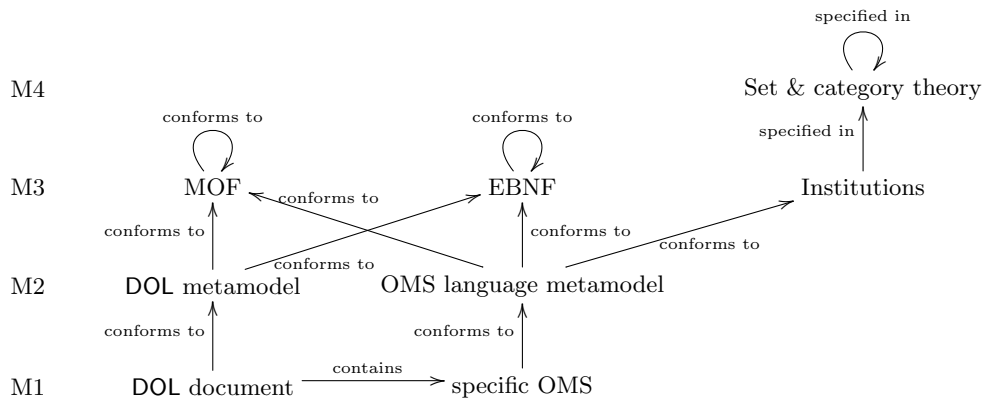 specified in
M4
Set & category theory
conforms to
conforms to
specified in
M3
MOF
EBNF
Institutions
conforms to
conforms to
conforms to
conforms to
conforms to
M2
DOL metamodel
OMS language metamodel
conforms to
conforms to
contains
M1
DOL document
specific OMS